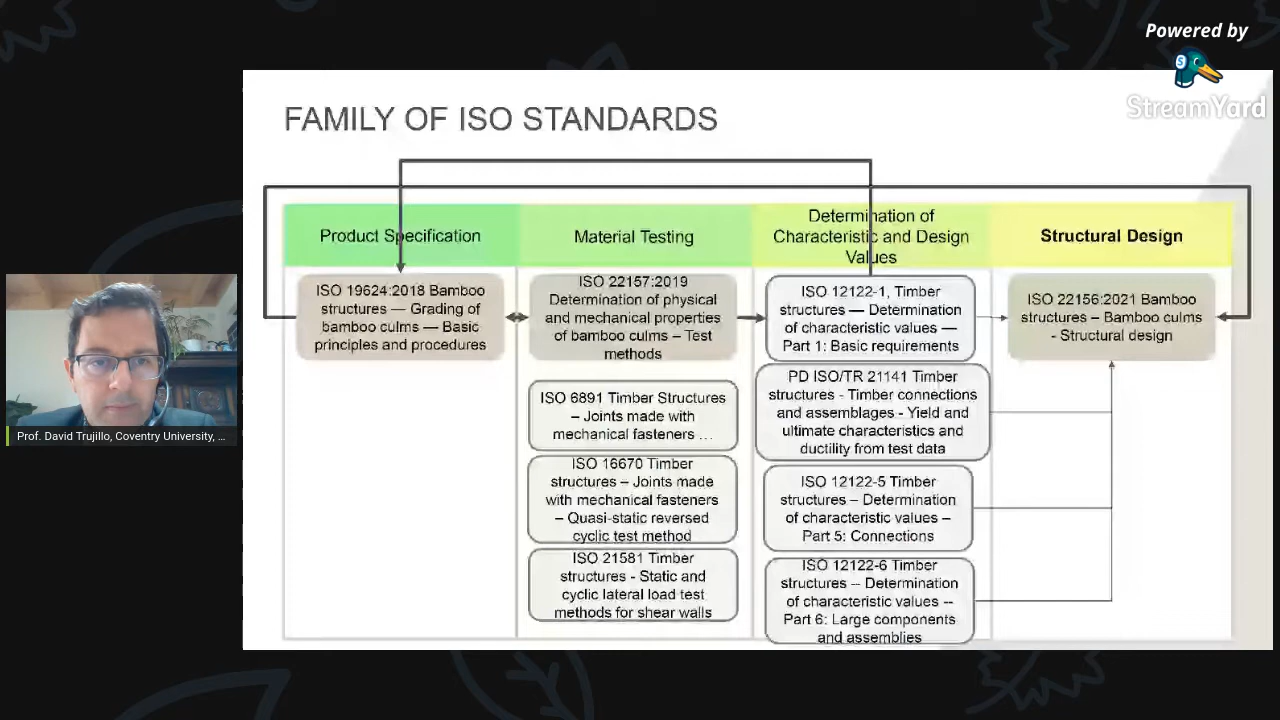 Powered by
StreamYard
FAMILY OF ISO STANDARDS
Product Specification
Material Testing
Determination of
Characteristic and Design
Values
Structural Design
ISO 19624:2018 Bamboo
structures — Grading of
bamboo culms — Basic
principles and procedures
ISO 22157:2019
Determination of physical
and mechanical properties
of bamboo culms – Test
methods
ISO 6891 Timber Structures
– Joints made with
mechanical fasteners ...
ISO 16670 Timber
structures – Joints made
with mechanical fasteners
– Quasi-static reversed
cyclic test method
ISO 21581 Timber
structures - Static and
cyclic lateral load test
methods for shear walls
ISO 12122-1, Timber
structures — Determination
of characteristic values —
Part 1: Basic requirements
PD ISO/TR 21141 Timber
structures - Timber connections
and assemblages - Yield and
ultimate characteristics and
ductility from test data
ISO 12122-5 Timber
structures – Determination
of characteristic values –
Part 5: Connections
ISO 12122-6 Timber
structures -- Determination
of characteristic values --
Part 6: Large components
and assemblies
ISO 22156:2021 Bamboo
structures – Bamboo culms
- Structural design
Prof. David Trujillo, Coventry University, ...